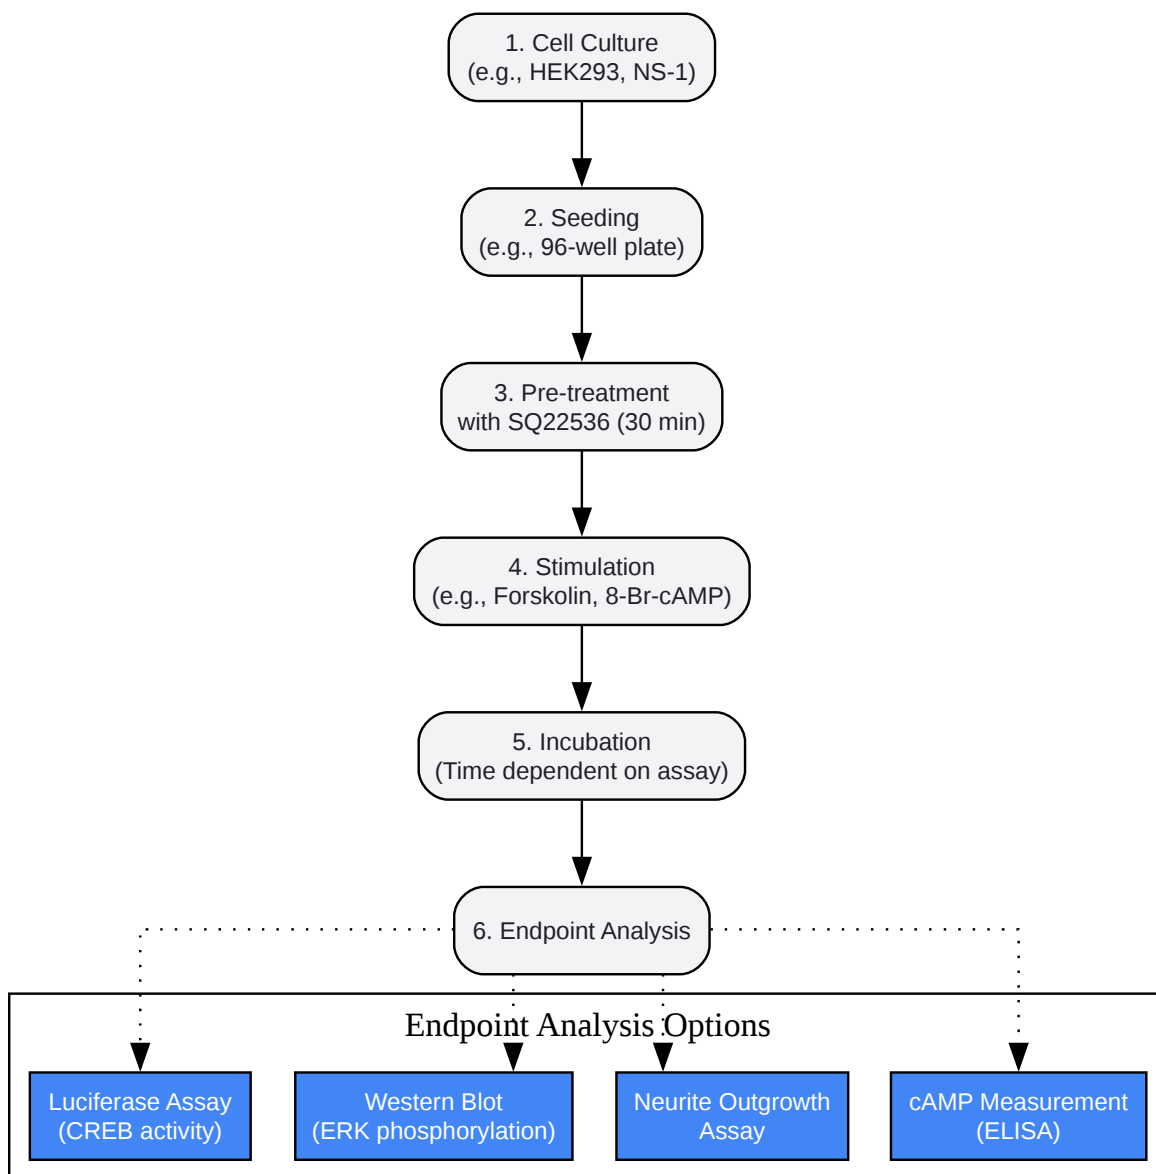 1. Cell Culture
(e.g., HEK293, NS-1)
2. Seeding
(e.g., 96-well plate)
3. Pre-treatment
with SQ22536 (30 min)
4. Stimulation
(e.g., Forskolin, 8-Br-cAMP)
5. Incubation
(Time dependent on assay)
6. Endpoint Analysis
Endpoint Analysis Options
Luciferase Assay
(CREB activity)
Western Blot
(ERK phosphorylation)
Neurite Outgrowth
Assay
cAMP Measurement
(ELISA)